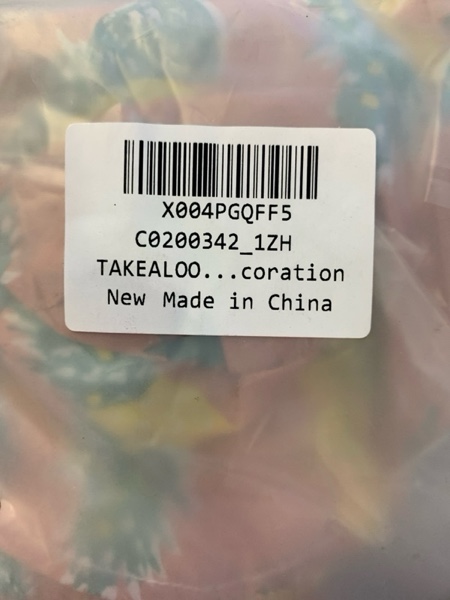 X004PGQFF5
C0200342_1ZH
TAKEALOO...coration
New Made in China